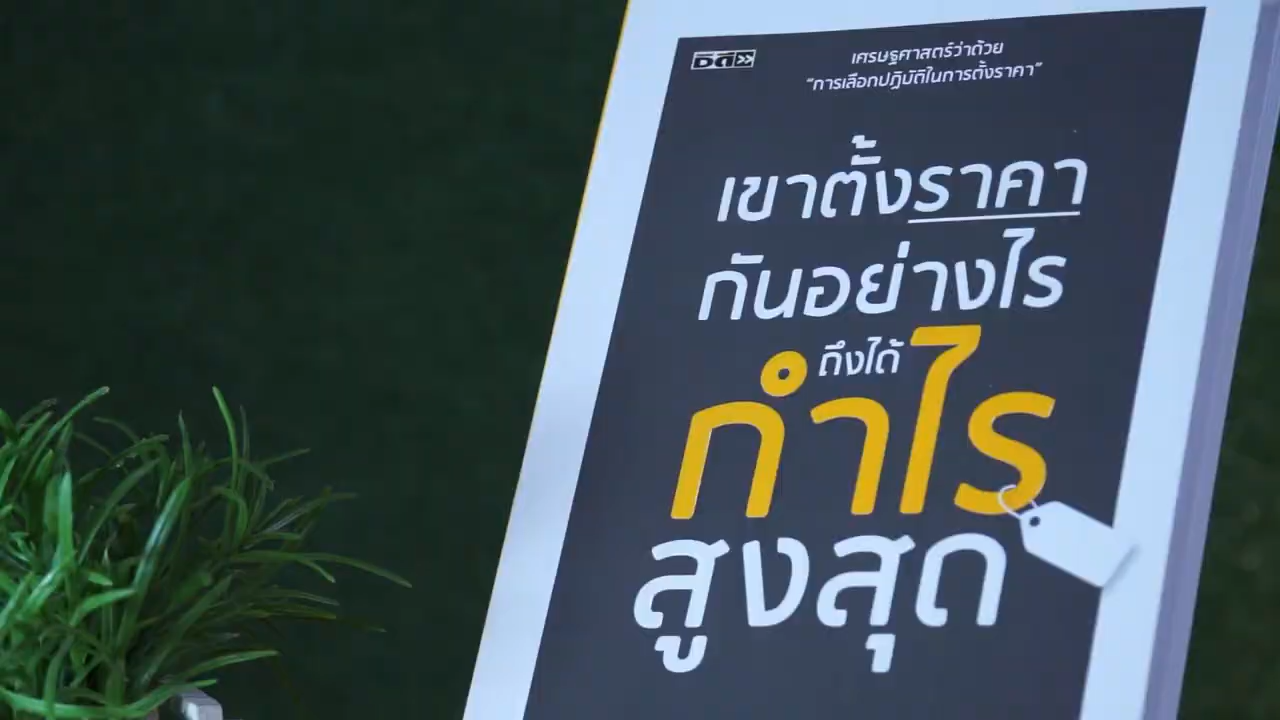 เศรษฐศาสตร์ว่าด้วย
“การเลือกปฏิบัติในการตั้งราคา”
เขาตั้งราคา
กันอย่างไร
ถึงได้
กำไร
สูงสุด